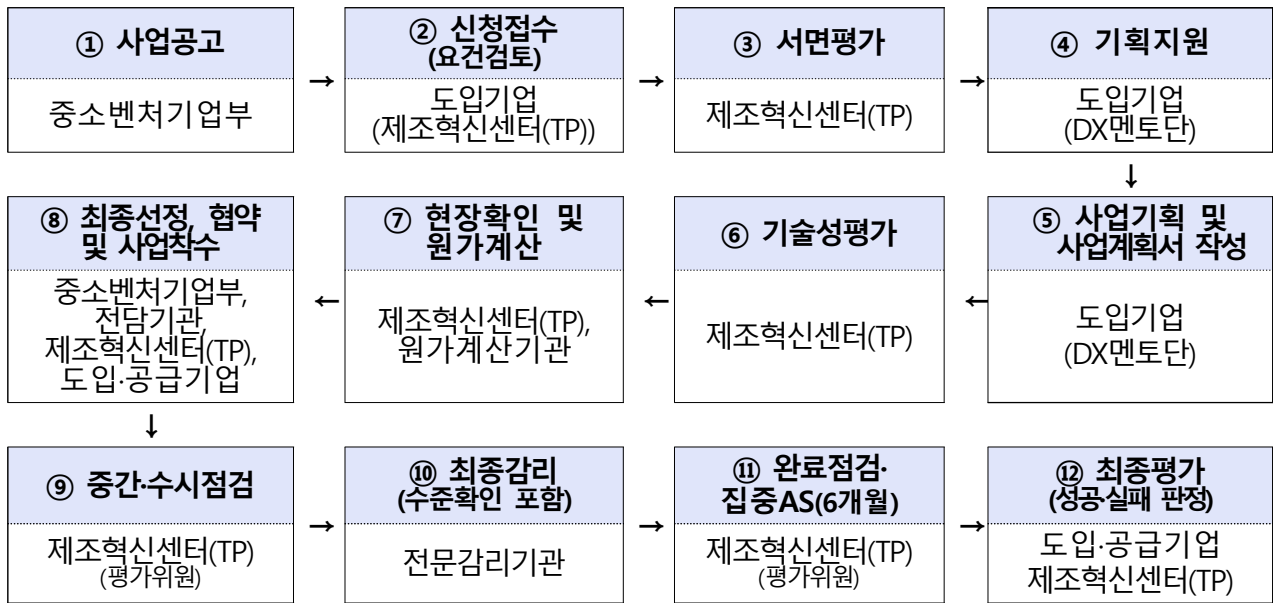 ① 사업공고
중소벤처기업부
→
② 신청접수
(요건검토)
도입기업
(제조혁신센터(TP))
→
③ 서면평가
제조혁신센터(TP)
→
④ 기획지원
도입기업
(DX멘토단)
↓
⑤ 사업기획 및
사업계획서 작성
도입기업
(DX멘토단)
←
⑥ 기술성평가
제조혁신센터(TP)
←
⑦ 현장확인 및
원가계산
제조혁신센터(TP),
원가계산기관
←
⑧ 최종선정, 협약
및 사업착수
중소벤처기업부,
전담기관,
제조혁신센터(TP),
도입·공급기업
↓
⑨ 중간·수시점검
제조혁신센터(TP)
(평가위원)
→
⑩ 최종감리
(수준확인 포함)
전문감리기관
→
⑪ 완료점검·
집중AS(6개월)
제조혁신센터(TP)
(평가위원)
→
⑫ 최종평가
(성공·실패 판정)
도입·공급기업
제조혁신센터(TP)